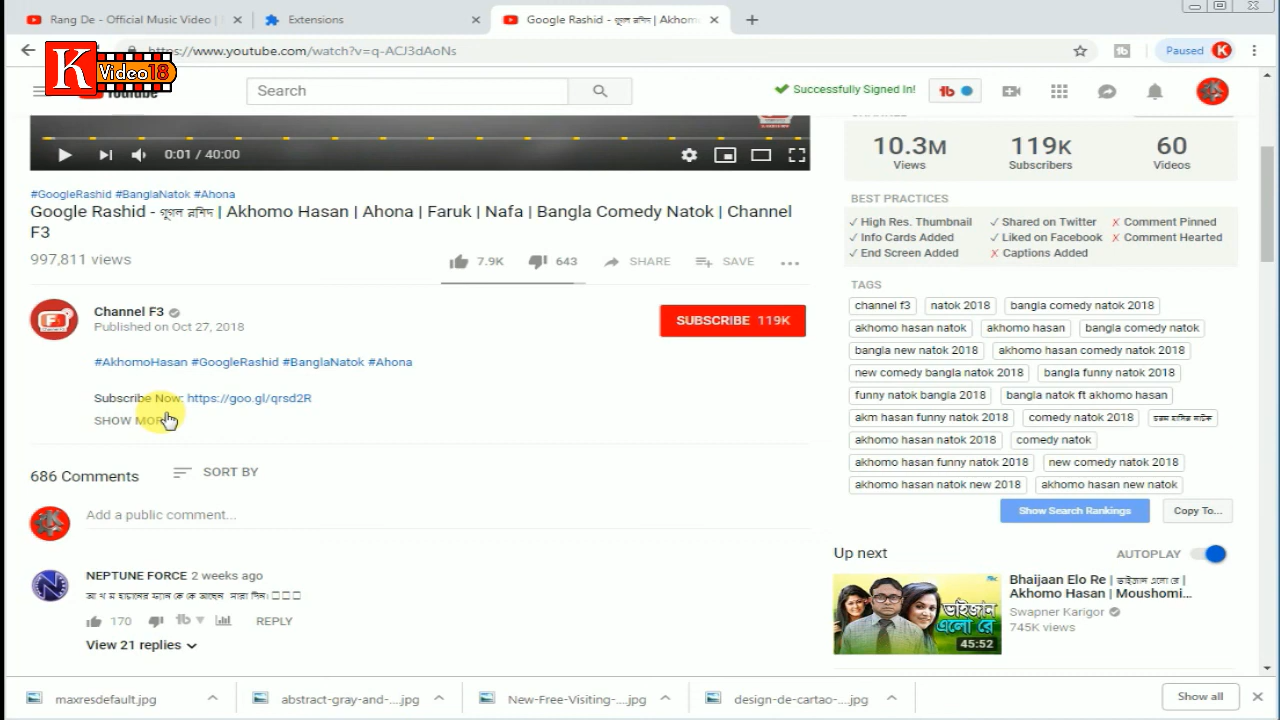 Rang De - Official Music Video |
Extensions
Google Rashid - গুগল রশিদ | Akhomo
https://www.youtube.com/watch?v=q-ACJ3dAoNs
Paused K
K Video18
Search
Successfully Signed In!
0:01 / 40:00
#GoogleRashid #BanglaNatok #Ahona
Google Rashid - গুগল রশিদ | Akhomo Hasan | Ahona | Faruk | Nafa | Bangla Comedy Natok | Channel
F3
997,811 views
7.9K 643 SHARE SAVE
Channel F3
Published on Oct 27, 2018
SUBSCRIBE 119K
#AkhomoHasan #GoogleRashid #BanglaNatok #Ahona
Subscribe Now: https://goo.gl/qrsd2R
SHOW MORE
686 Comments
SORT BY
Add a public comment...
NEPTUNE FORCE 2 weeks ago
170 REPLY
View 21 replies
10.3M 119K 60
Views Subscribers Videos
BEST PRACTICES
High Res. Thumbnail Shared on Twitter Comment Pinned
Info Cards Added Liked on Facebook Comment Hearted
End Screen Added Captions Added
TAGS
channel f3 natok 2018 bangla comedy natok 2018
akhomo hasan natok akhomo hasan bangla comedy natok
bangla new natok 2018 akhomo hasan comedy natok 2018
new comedy bangla natok 2018 bangla funny natok 2018
funny natok bangla 2018 bangla natok ft akhomo hasan
akm hasan funny natok 2018 comedy natok 2018 চরম হাসির নাটক
akhomo hasan natok 2018 comedy natok
akhomo hasan funny natok 2018 new comedy natok 2018
akhomo hasan natok new 2018 akhomo hasan new natok
Show Search Rankings Copy To...
Up next
AUTOPLAY
Bhaijaan Elo Re | ভাইজান এলো রে |
Akhomo Hasan | Moushomi...
Swapner Karigor
745K views
ভাইজান
এলো রে
45:52
maxresdefault.jpg
abstract-gray-and-....jpg
New-Free-Visiting-....jpg
design-de-cartao-....jpg
Show all